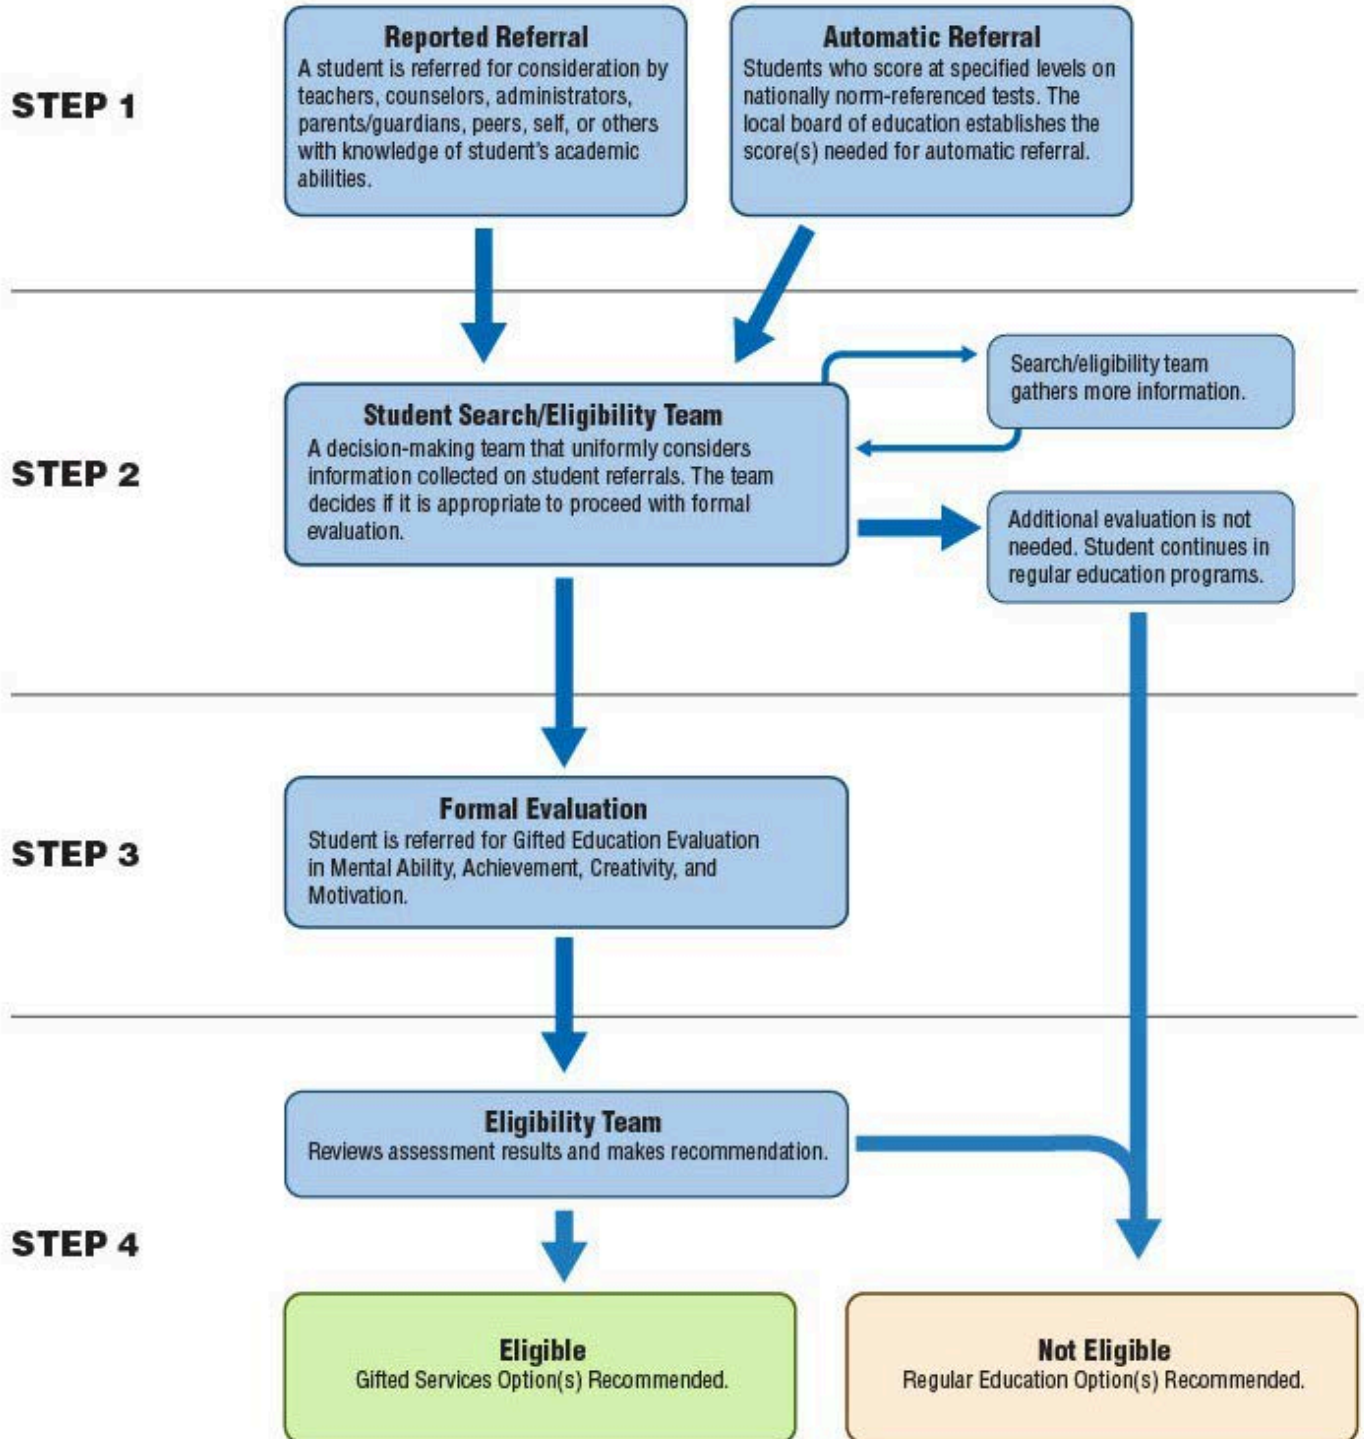 STEP 1
Reported Referral
A student is referred for consideration by
teachers, counselors, administrators,
parents/guardians, peers, self, or others
with knowledge of student's academic
abilities.
Automatic Referral
Students who score at specified levels on
nationally norm-referenced tests. The
local board of education establishes the
score(s) needed for automatic referral.
STEP 2
Student Search/Eligibility Team
A decision-making team that uniformly considers
information collected on student referrals. The team
decides if it is appropriate to proceed with formal
evaluation.
Search/eligibility team
gathers more information.
Additional evaluation is not
needed. Student continues in
regular education programs.
STEP 3
Formal Evaluation
Student is referred for Gifted Education Evaluation
in Mental Ability, Achievement, Creativity, and
Motivation.
STEP 4
Eligibility Team
Reviews assessment results and makes recommendation.
Eligible
Gifted Services Option(s) Recommended.
Not Eligible
Regular Education Option(s) Recommended.